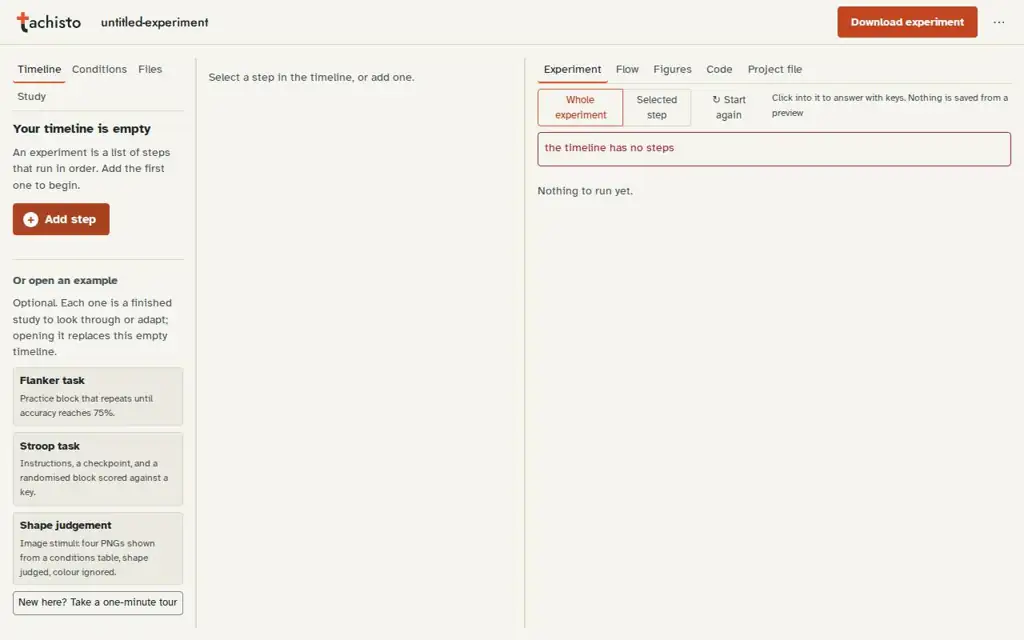 tachisto
untitled-experiment
Download experiment
...
Timeline Conditions Files
Study
Your timeline is empty
An experiment is a list of steps
that run in order. Add the first
one to begin.
+ Add step
Or open an example
Optional. Each one is a finished
study to look through or adapt;
opening it replaces this empty
timeline.
Flanker task
Practice block that repeats until
accuracy reaches 75%.
Stroop task
Instructions, a checkpoint, and a
randomised block scored against a
key.
Shape judgement
Image stimuli: four PNGs shown
from a conditions table, shape
judged, colour ignored.
New here? Take a one-minute tour
Select a step in the timeline, or add one.
Experiment Flow Figures Code Project file
Whole
experiment
Selected
step
↻ Start
again
Click into it to answer with keys. Nothing is saved from a
preview
the timeline has no steps
Nothing to run yet.